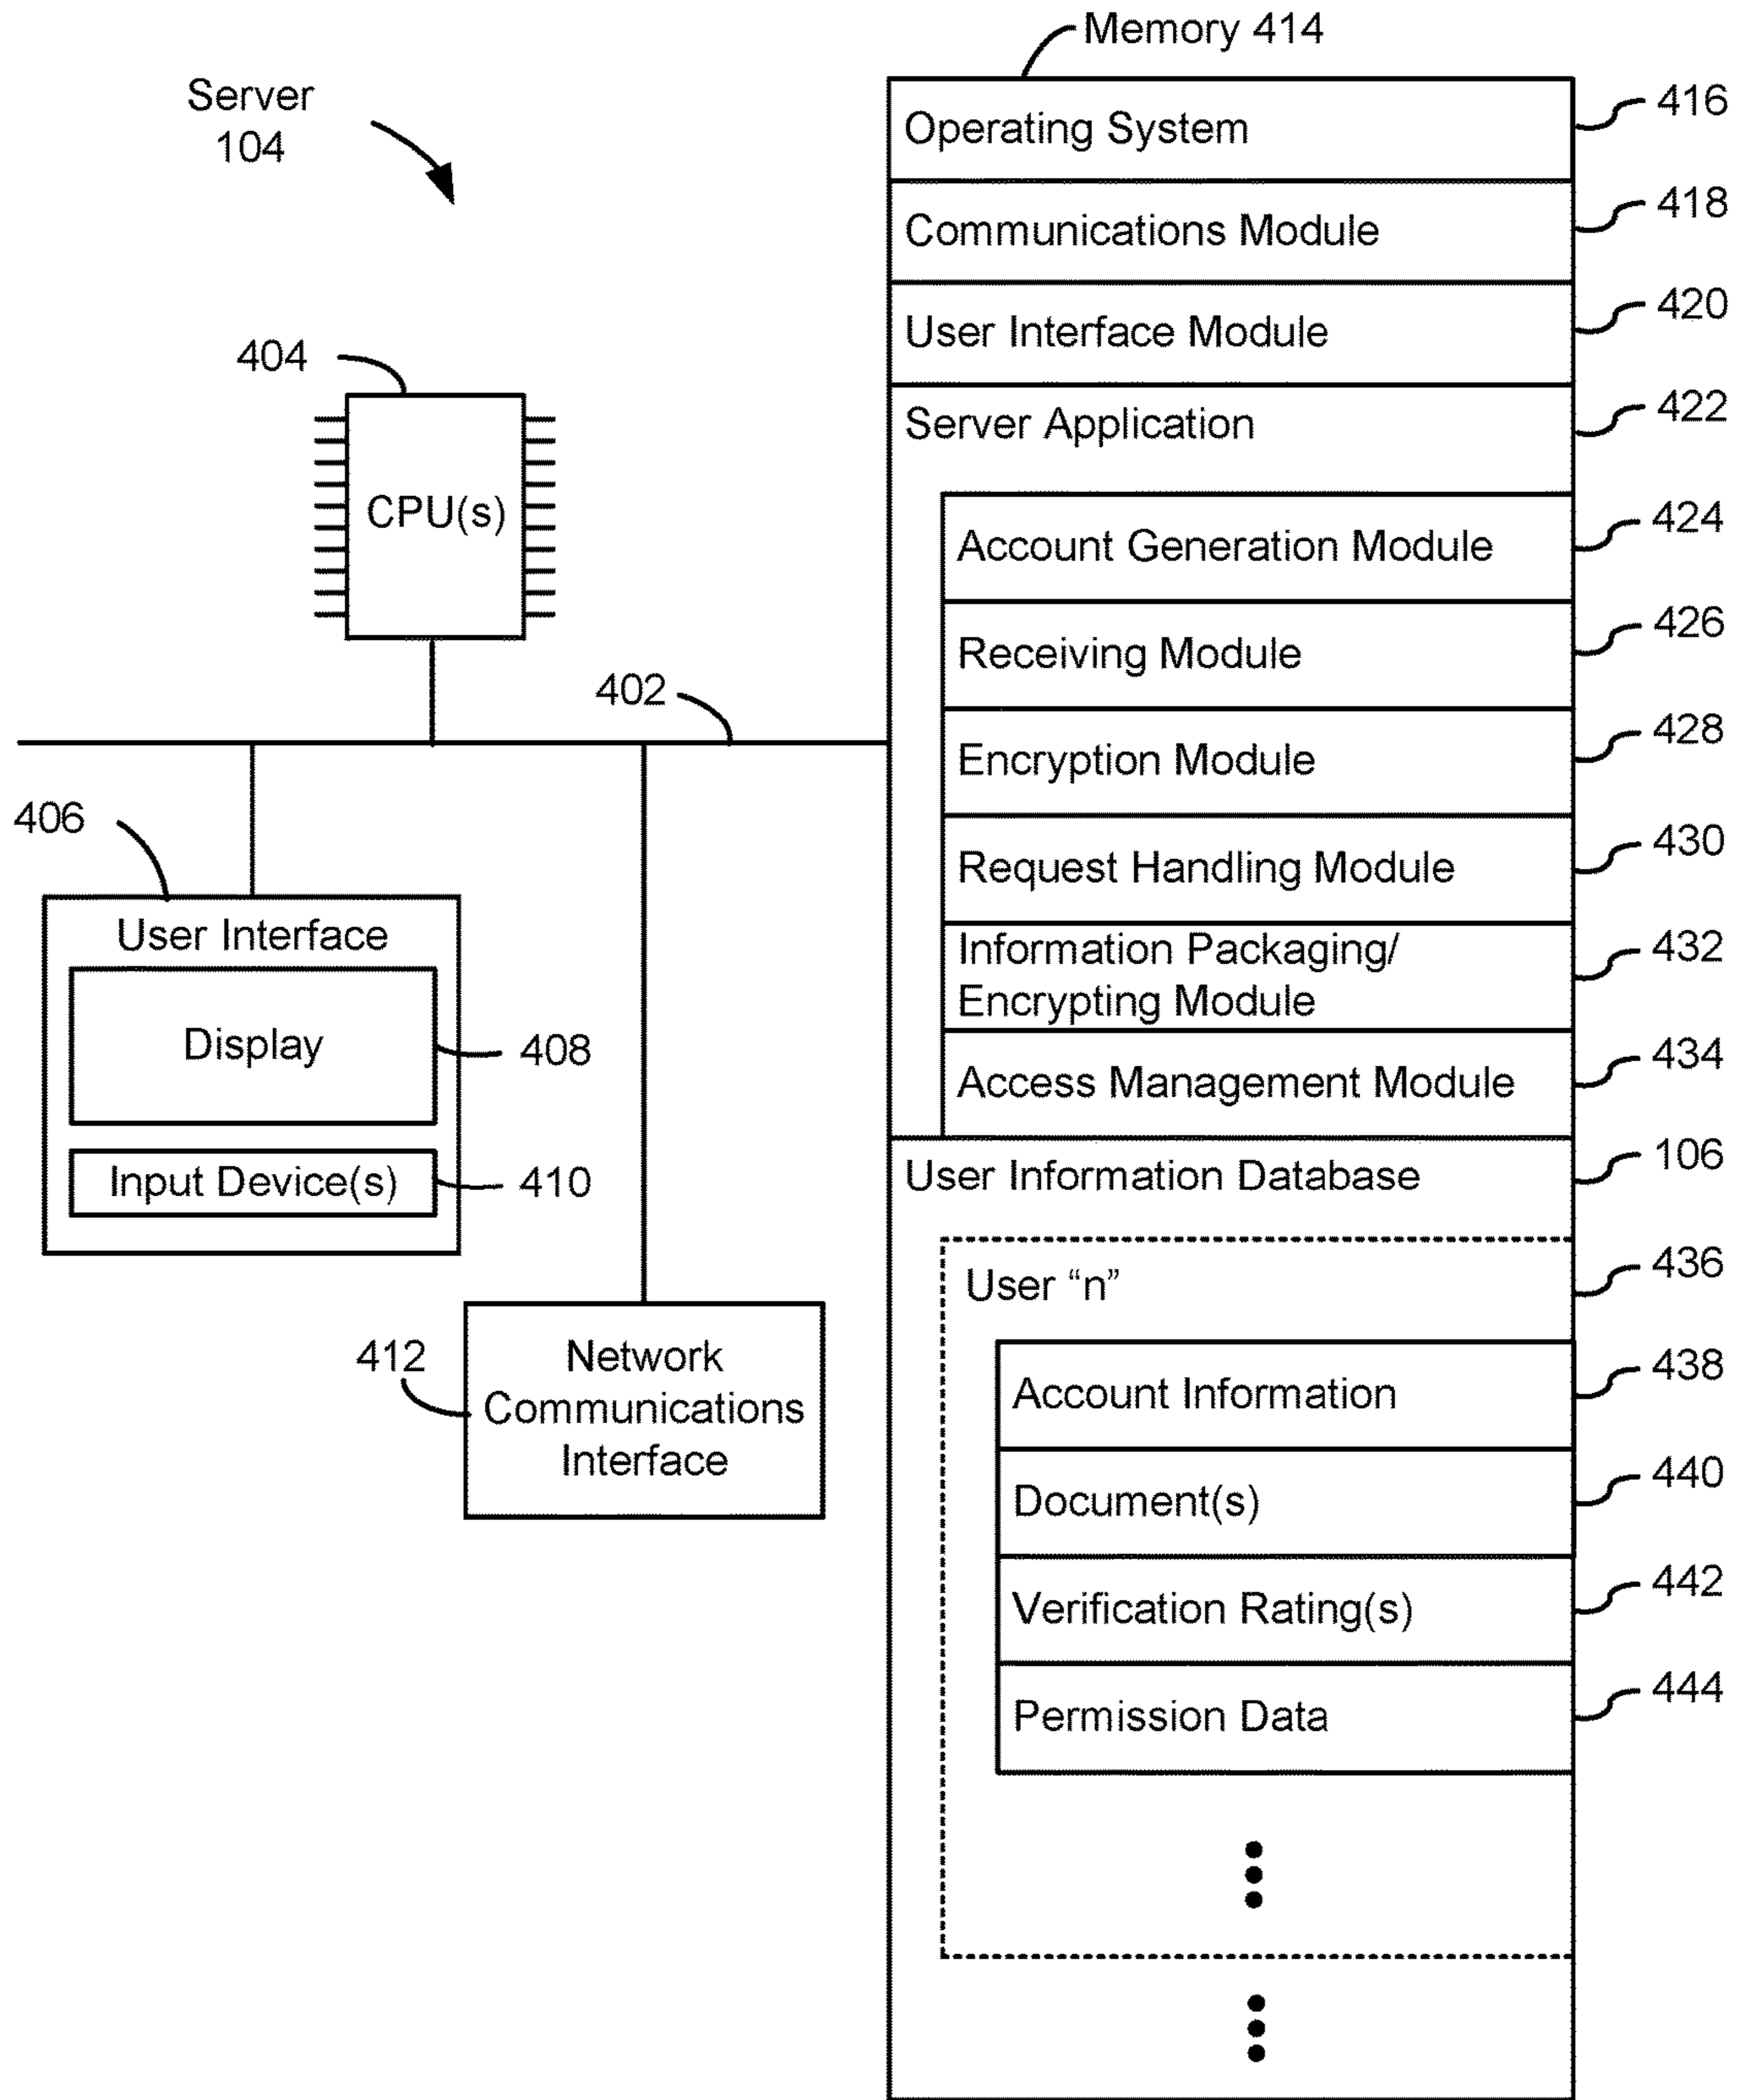 Memory 414
Server
104
Operating System
416
Communications Module
418
User Interface Module
420
404
CPU(s)
Server Application
422
Account Generation Module
424
Receiving Module
426
402
Encryption Module
428
Request Handling Module
430
Information Packaging/
Encrypting Module
432
Access Management Module
434
406
User Interface
Display
408
Input Device(s)
410
412
Network
Communications
Interface
User Information Database
106
User “n”
436
Account Information
438
Document(s)
440
Verification Rating(s)
442
Permission Data
444